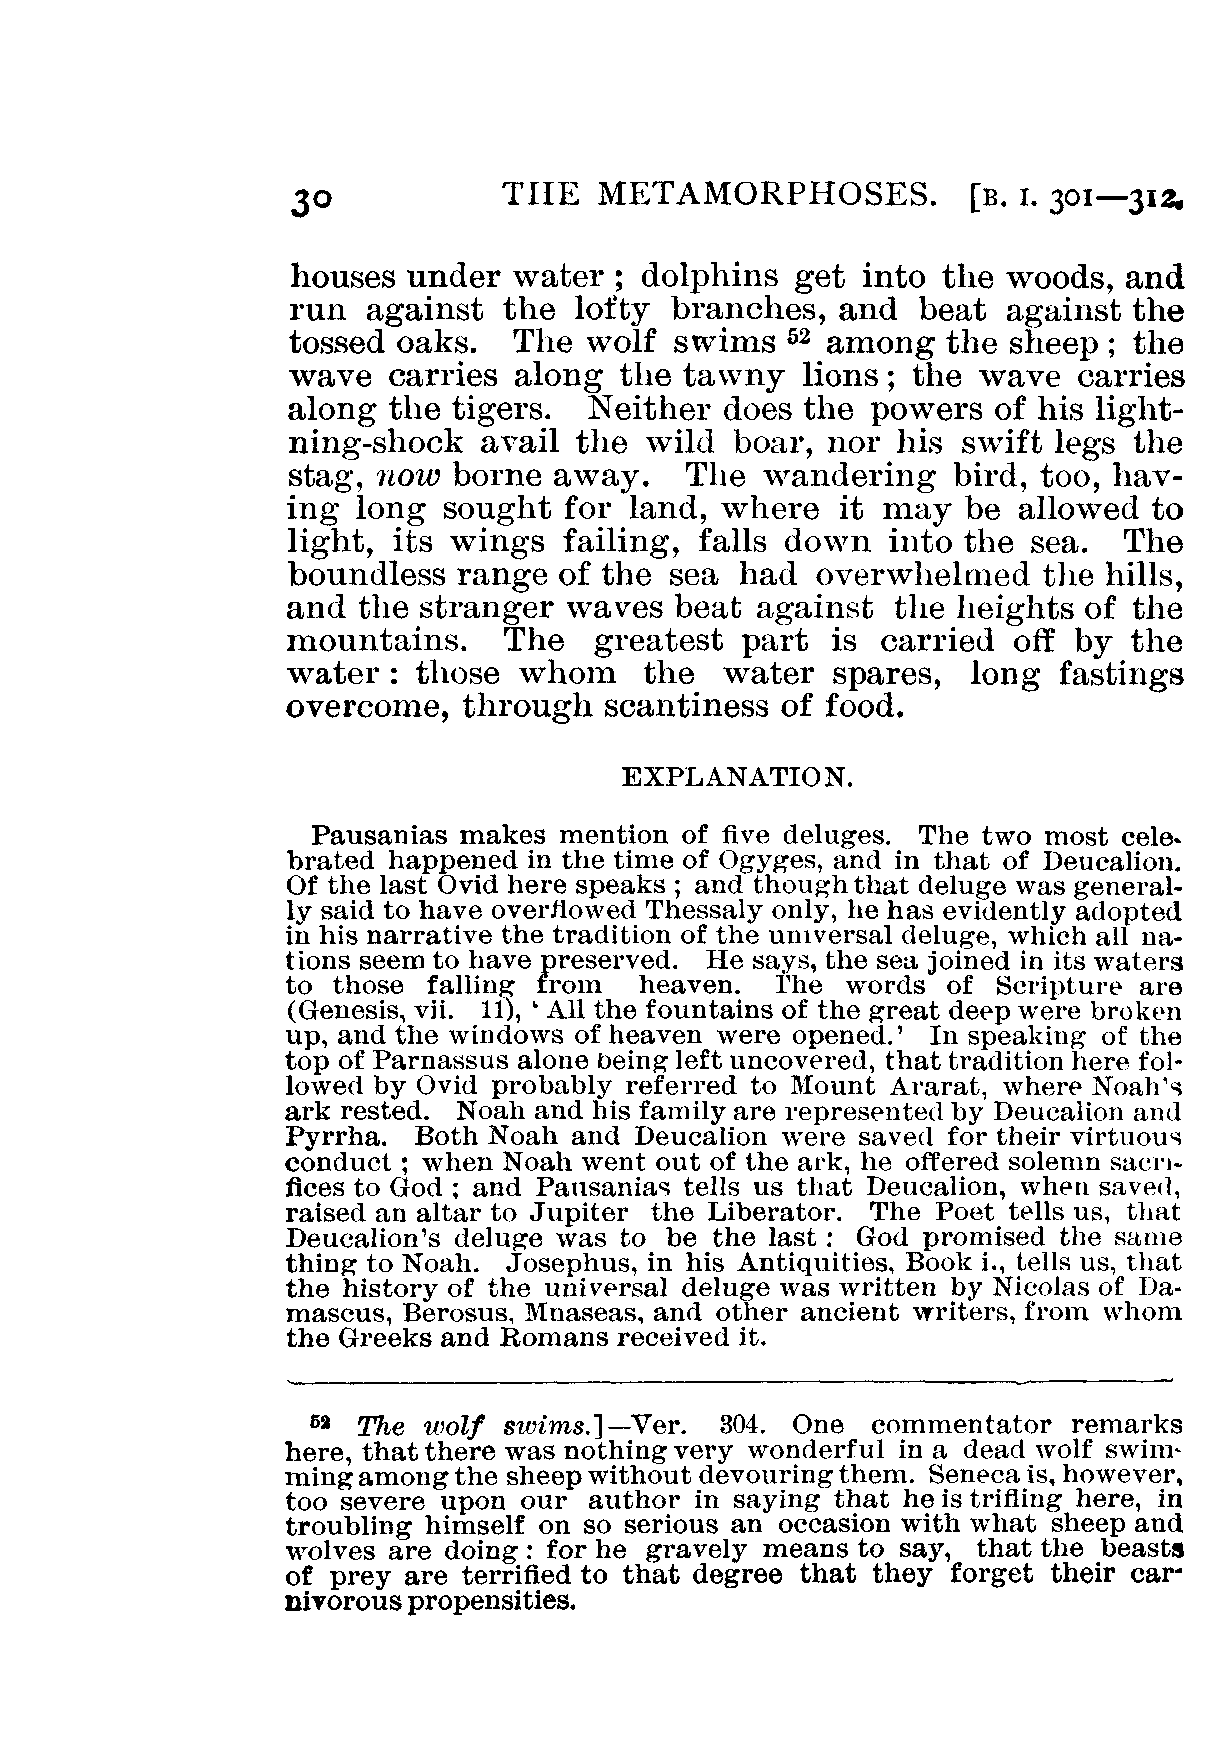 30 THE METAMORPHOSES. [B. I. 301—312.
houses under water ; dolphins get into the woods, and
run against the lofty branches, and beat against the
tossed oaks. The wolf swims 52 among the sheep ; the
wave carries along the tawny lions ; the wave carries
along the tigers. Neither does the powers of his light-
ning-shock avail the wild boar, nor his swift legs the
stag, now borne away. The wandering bird, too, hav-
ing long sought for land, where it may be allowed to
light, its wings failing, falls down into the sea. The
boundless range of the sea had overwhelmed the hills,
and the stranger waves beat against the heights of the
mountains. The greatest part is carried off by the
water : those whom the water spares, long fastings
overcome, through scantiness of food.
EXPLANATION.
Pausanias makes mention of five deluges. The two most cele-
brated happened in the time of Ogyges, and in that of Deucalion.
Of the last Ovid here speaks ; and though that deluge was general-
ly said to have overflowed Thessaly only, he has evidently adopted
in his narrative the tradition of the universal deluge, which all na-
tions seem to have preserved. He says, the sea joined in its waters
to those falling from heaven. The words of Scripture are
(Genesis, vii. 11), ‘ All the fountains of the great deep were broken
up, and the windows of heaven were opened.’ In speaking of the
top of Parnassus alone being left uncovered, that tradition here fol-
lowed by Ovid probably referred to Mount Ararat, where Noah's
ark rested. Noah and his family are represented by Deucalion and
Pyrrha. Both Noah and Deucalion were saved for their virtuous
conduct ; when Noah went out of the ark, he offered solemn sacri-
fices to God ; and Pausanias tells us that Deucalion, when saved,
raised an altar to Jupiter the Liberator. The Poet tells us, that
Deucalion's deluge was to be the last : God promised the same
thing to Noah. Josephus, in his Antiquities, Book i., tells us, that
the history of the universal deluge was written by Nicolas of Da-
mascus, Berosus, Mnaseas, and other ancient writers, from whom
the Greeks and Romans received it.
52 The wolf swims.]—Ver. 304. One commentator remarks
here, that there was nothing very wonderful in a dead wolf swim-
ming among the sheep without devouring them. Seneca is, however,
too severe upon our author in saying that he is trifling here, in
troubling himself on so serious an occasion with what sheep and
wolves are doing : for he gravely means to say, that the beasts
of prey are terrified to that degree that they forget their car-
nivorous propensities.